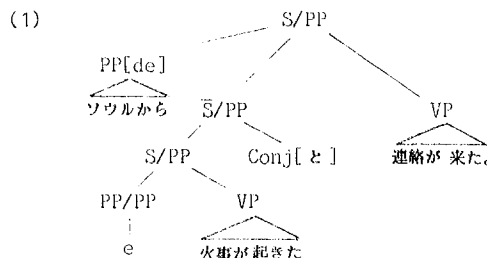 (1) S/PP
PP[de]
ソウルから S̄/PP VP
S/PP Conj[と] 連絡が 来た。
PP/PP VP
e 火事が起きた